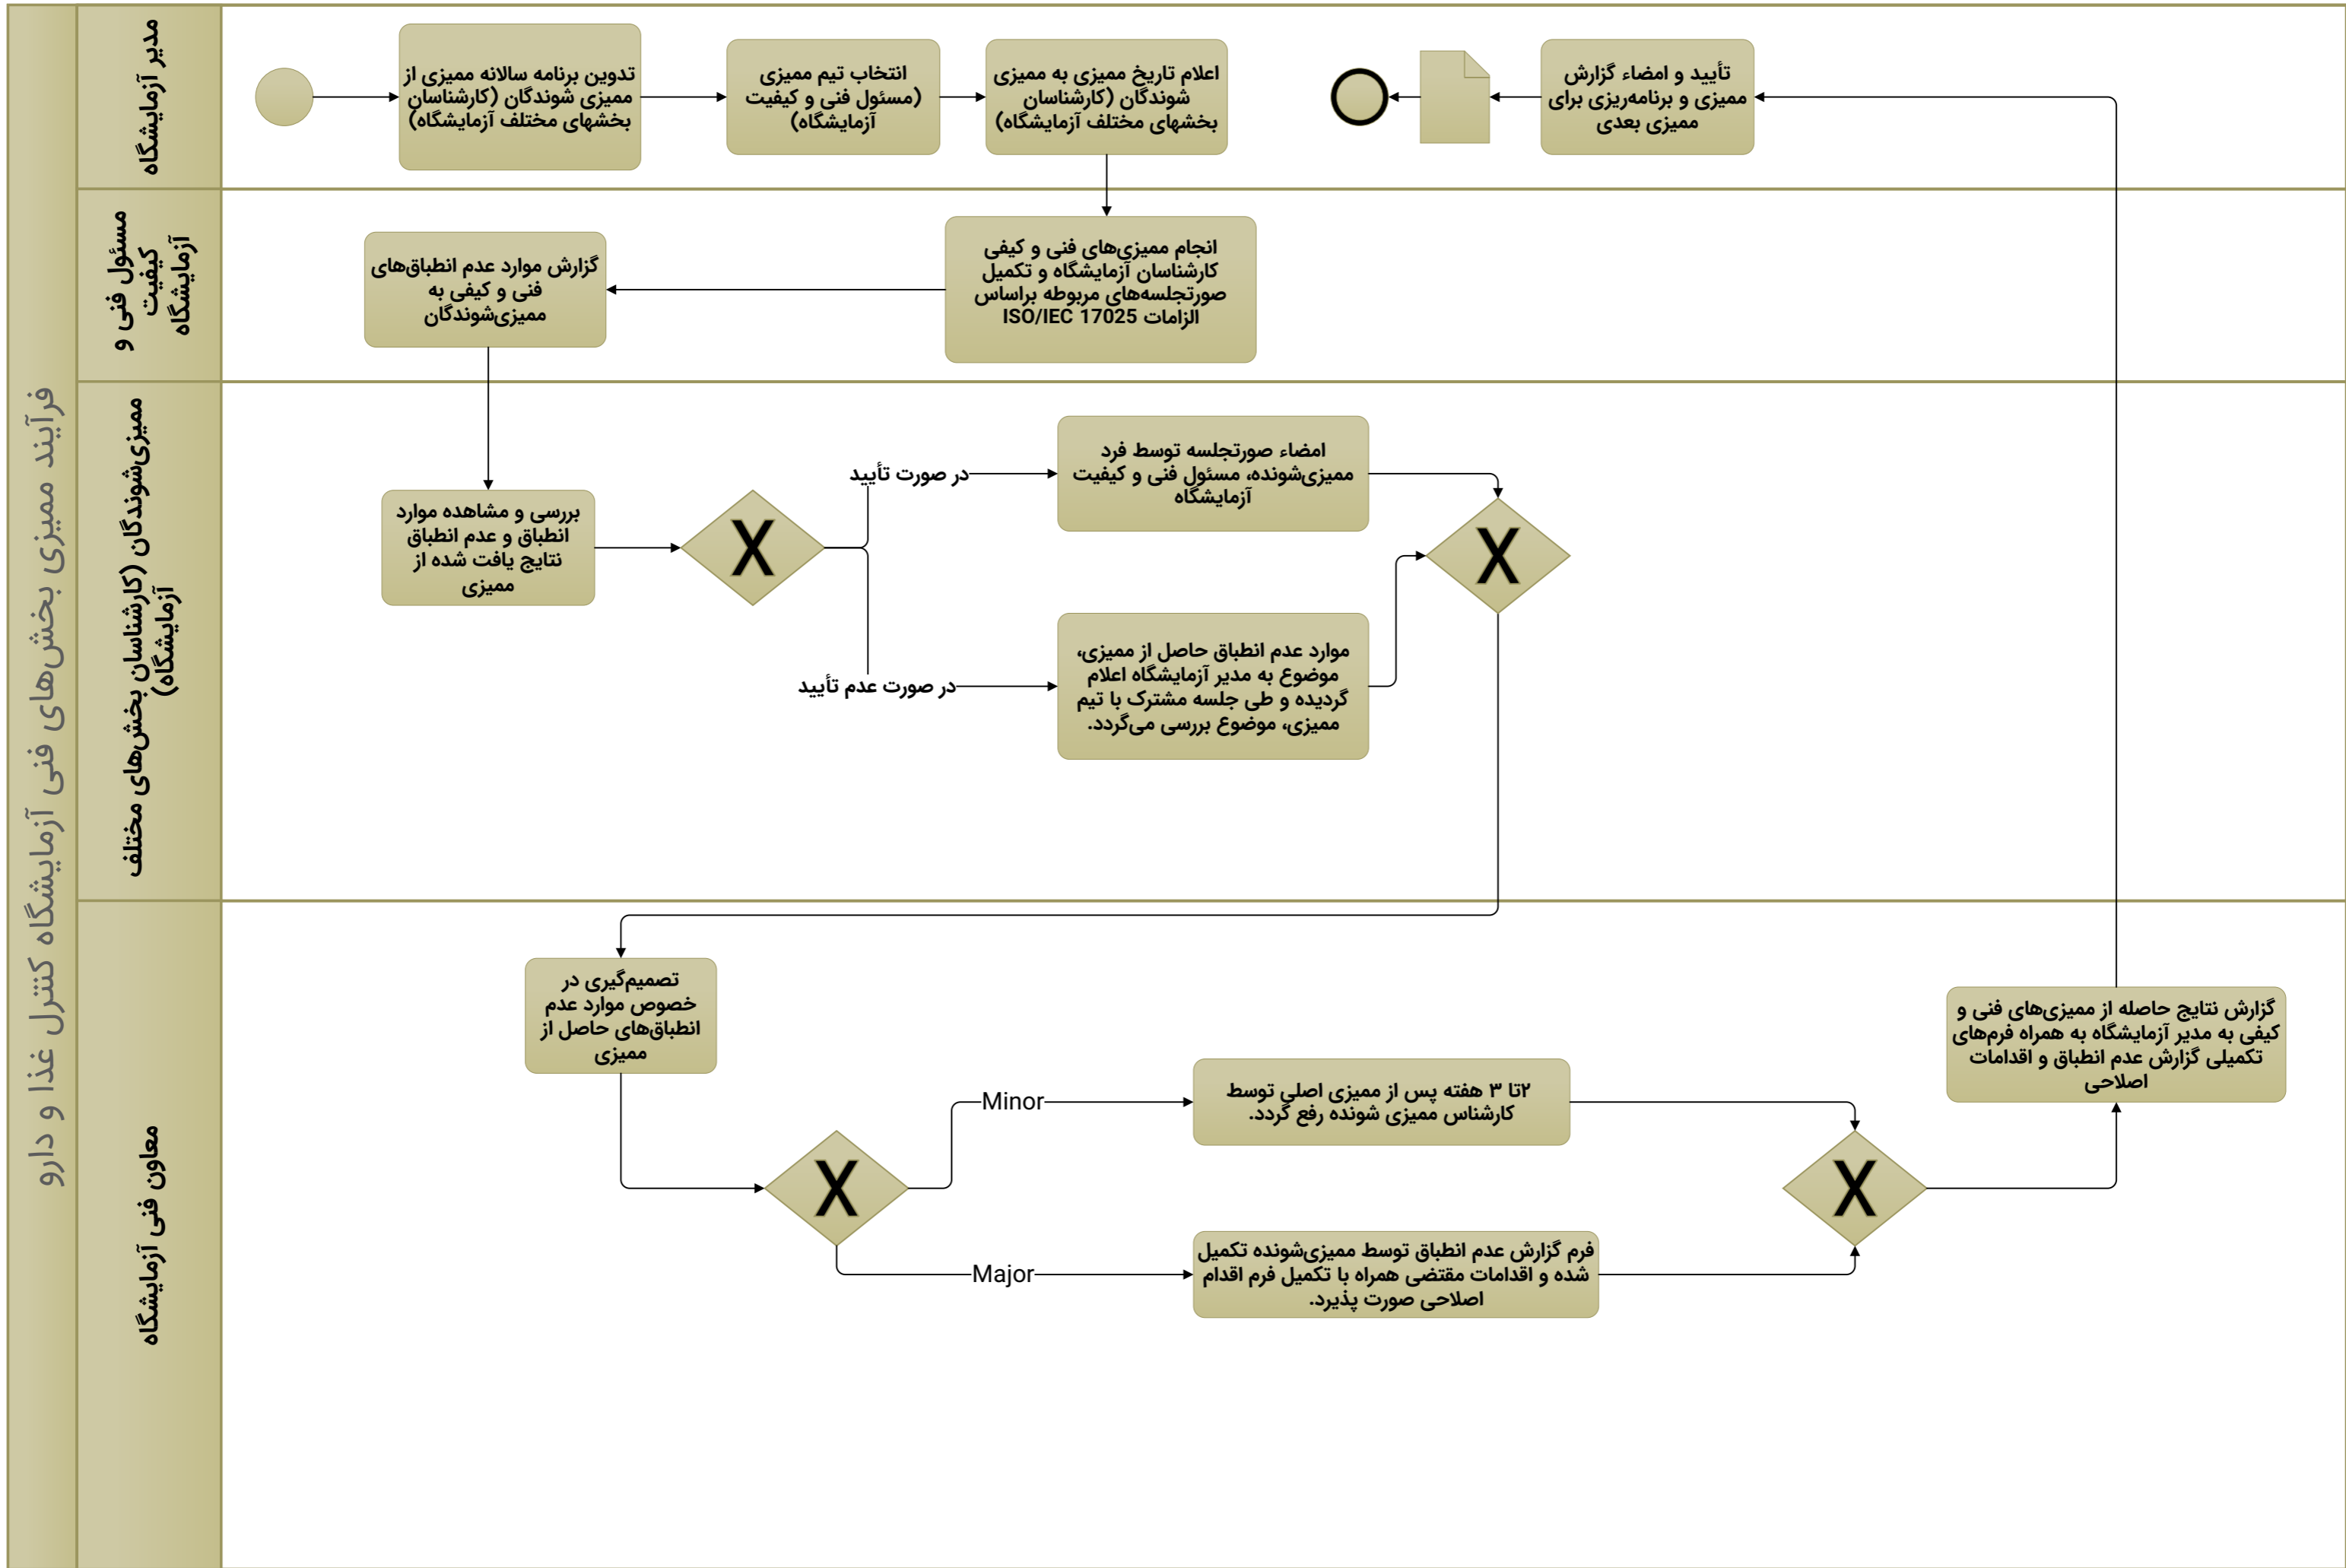 فرآیند ممیزی بخش‌های فنی آزمایشگاه کنترل غذا و دارو
مدیر آزمایشگاه
تدوین برنامه سالانه ممیزی از
ممیزی شوندگان (کارشناسان
بخشهای مختلف آزمایشگاه)
انتخاب تیم ممیزی
(مسئول فنی و کیفیت
آزمایشگاه)
اعلام تاریخ ممیزی به ممیزی
شوندگان (کارشناسان
بخشهای مختلف آزمایشگاه)
تأیید و امضاء گزارش
ممیزی و برنامه‌ریزی برای
ممیزی بعدی
مسئول فنی و
کیفیت
آزمایشگاه
انجام ممیزی‌های فنی و کیفی
کارشناسان آزمایشگاه و تکمیل
صورتجلسه‌های مربوطه براساس
الزامات ISO/IEC 17025
گزارش موارد عدم انطباق‌های
فنی و کیفی به
ممیزی‌شوندگان
ممیزی‌شوندگان (کارشناسان بخش‌های مختلف
آزمایشگاه)
بررسی و مشاهده موارد
انطباق و عدم انطباق
نتایج یافت شده از
ممیزی
X
در صورت تأیید
امضاء صورتجلسه توسط فرد
ممیزی‌شونده، مسئول فنی و کیفیت
آزمایشگاه
در صورت عدم تأیید
موارد عدم انطباق حاصل از ممیزی،
موضوع به مدیر آزمایشگاه اعلام
گردیده و طی جلسه مشترک با تیم
ممیزی، موضوع بررسی می‌گردد.
X
معاون فنی آزمایشگاه
تصمیم‌گیری در
خصوص موارد عدم
انطباق‌های حاصل از
ممیزی
X
Minor
۲تا ۳ هفته پس از ممیزی اصلی توسط
کارشناس ممیزی شونده رفع گردد.
Major
فرم گزارش عدم انطباق توسط ممیزی‌شونده تکمیل
شده و اقدامات مقتضی همراه با تکمیل فرم اقدام
اصلاحی صورت پذیرد.
X
گزارش نتایج حاصله از ممیزی‌های فنی و
کیفی به مدیر آزمایشگاه به همراه فرم‌های
تکمیلی گزارش عدم انطباق و اقدامات
اصلاحی